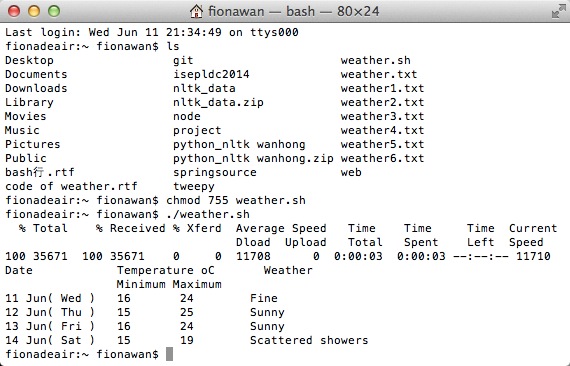 fionawan — bash — 80×24
Last login: Wed Jun 11 21:34:49 on ttys000
fionadeair:~ fionawan$ ls
Desktop git weather.sh
Documents isepldc2014 weather.txt
Downloads nltk_data weather1.txt
Library nltk_data.zip weather2.txt
Movies node weather3.txt
Music project weather4.txt
Pictures python_nltk wanhong weather5.txt
Public python_nltk wanhong.zip weather6.txt
bash行.rtf springsource web
code of weather.rtf tweepy
fionadeair:~ fionawan$ chmod 755 weather.sh
fionadeair:~ fionawan$ ./weather.sh
% Total % Received % Xferd Average Speed Time Time Time Current
Dload Upload Total Spent Left Speed
100 35671 100 35671 0 0 11708 0 0:00:03 0:00:03 --:--:-- 11710
Date Temperature oC Weather
Minimum Maximum
11 Jun( Wed ) 16 24 Fine
12 Jun( Thu ) 15 25 Sunny
13 Jun( Fri ) 16 24 Sunny
14 Jun( Sat ) 15 19 Scattered showers
fionadeair:~ fionawan$